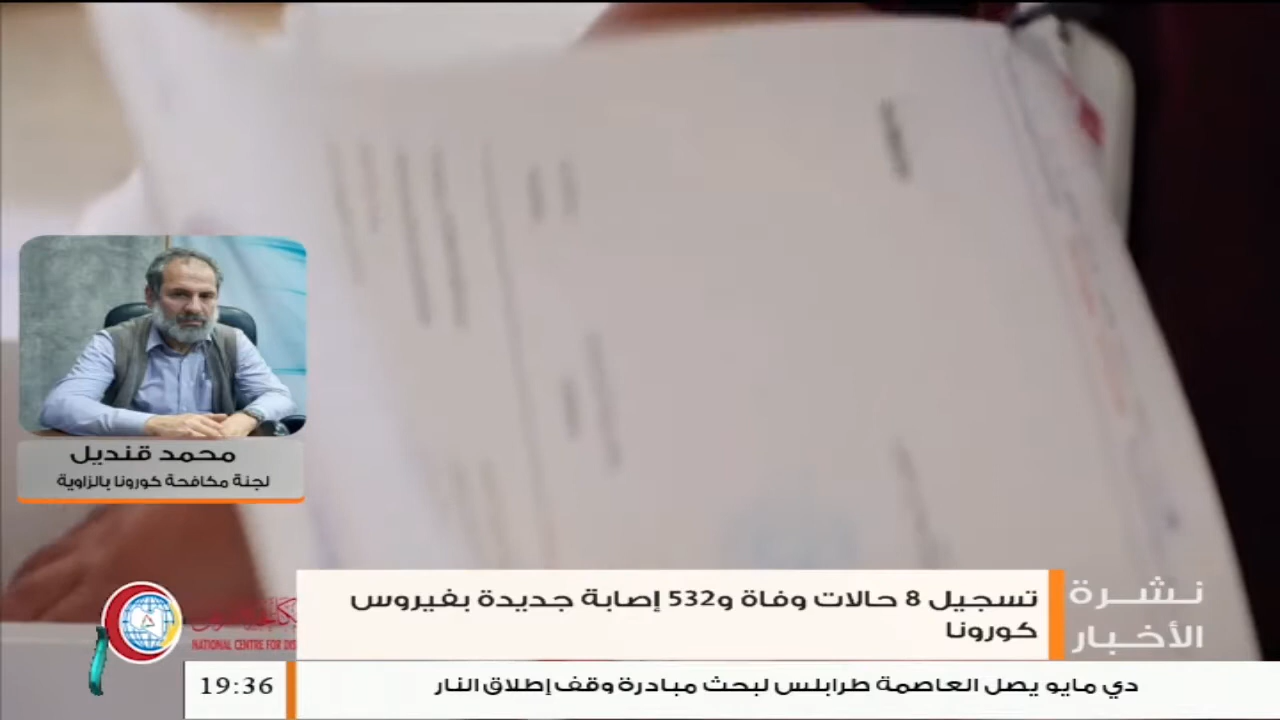 محمد قنديل
لجنة مكافحة كورونا بالزاوية
نشرة
الأخبار
تسجيل 8 حالات وفاة و532 إصابة جديدة بفيروس
كورونا
NATIONAL CENTRE FOR DIS
19:36
دي مايو يصل العاصمة طرابلس لبحث مبادرة وقف إطلاق النار